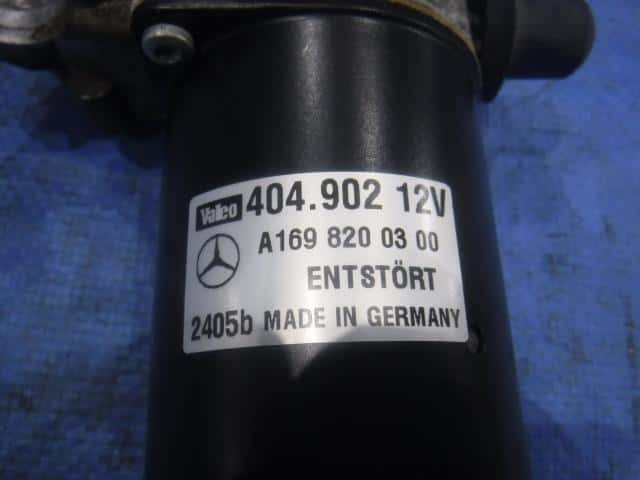 Valeo 404.902 12V
A169 820 03 00
ENTSTÖRT
2405b MADE IN GERMANY